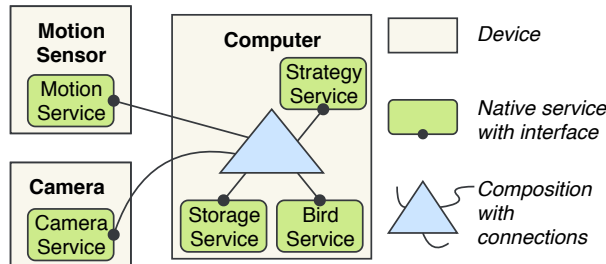 Motion
Sensor
Motion
Service
Camera
Camera
Service
Computer
Strategy
Service
Storage
Service
Bird
Service
Device
Native service
with interface
Composition
with
connections